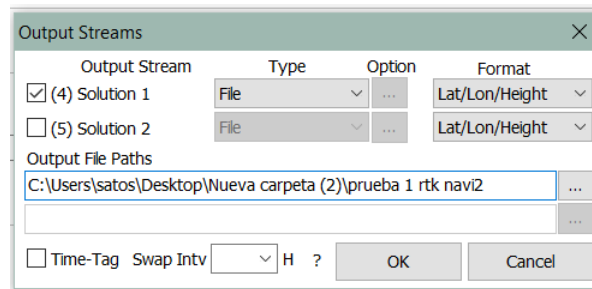 Output Streams
Output Stream Type Option Format
(4) Solution 1 File ... Lat/Lon/Height
(5) Solution 2 File ... Lat/Lon/Height
Output File Paths
C:\Users\satos\Desktop\Nueva carpeta (2)\prueba 1 rtk navi2 ...
...
Time-Tag Swap Intv H ? OK Cancel